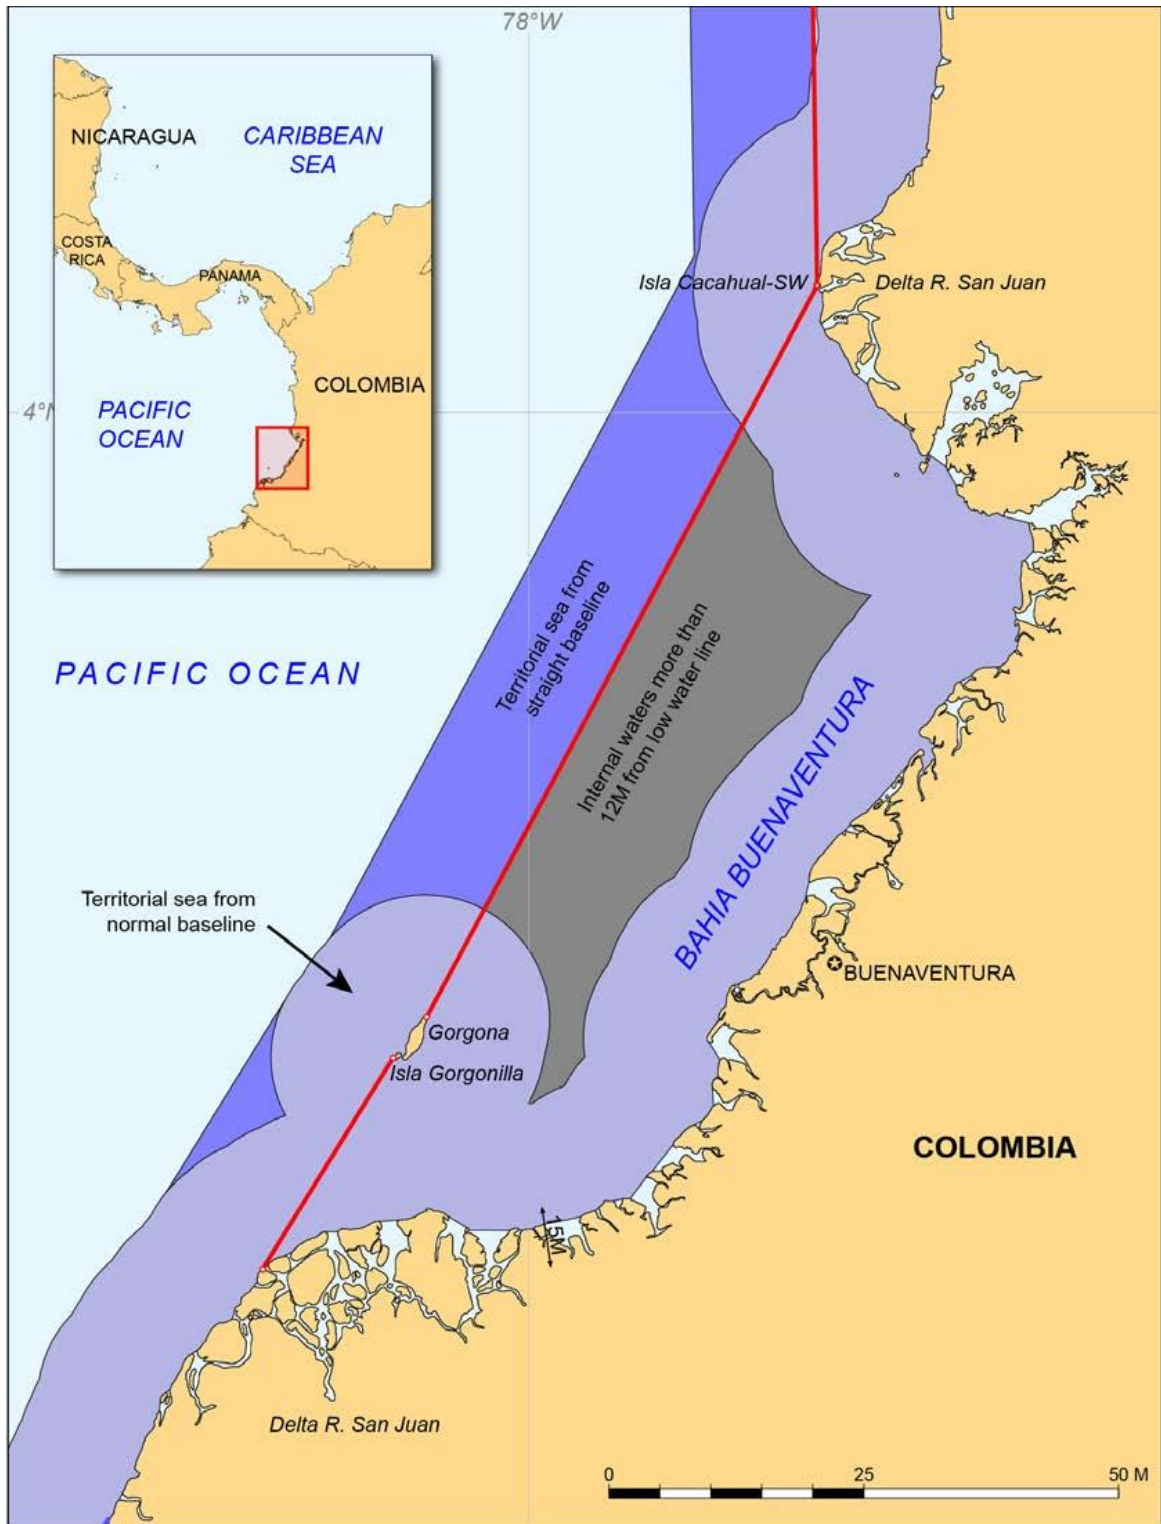 78°W
NICARAGUA
CARIBBEAN
SEA
COSTA
RICA
PANAMA
COLOMBIA
PACIFIC
OCEAN
4°N
Isla Cacahual-SW
Delta R. San Juan
Territorial sea from
straight baseline
Internal waters more than
12M from low water line
PACIFIC OCEAN
BAHIA BUENAVENTURA
Territorial sea from
normal baseline
BUENAVENTURA
Gorgona
Isla Gorgonilla
COLOMBIA
15M
Delta R. San Juan
0 25 50 M